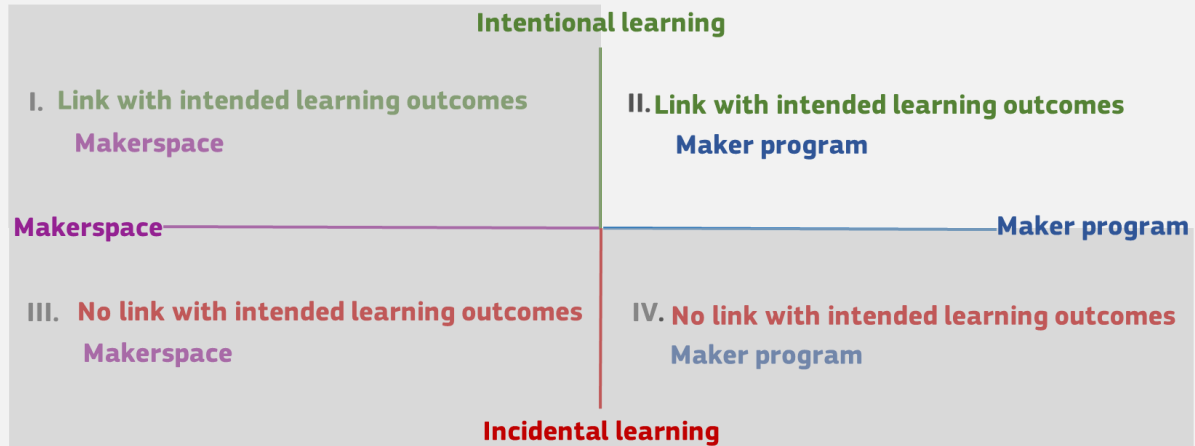 Intentional learning
I. Link with intended learning outcomes
Makerspace
II. Link with intended learning outcomes
Maker program
Makerspace
Maker program
III. No link with intended learning outcomes
Makerspace
IV. No link with intended learning outcomes
Maker program
Incidental learning